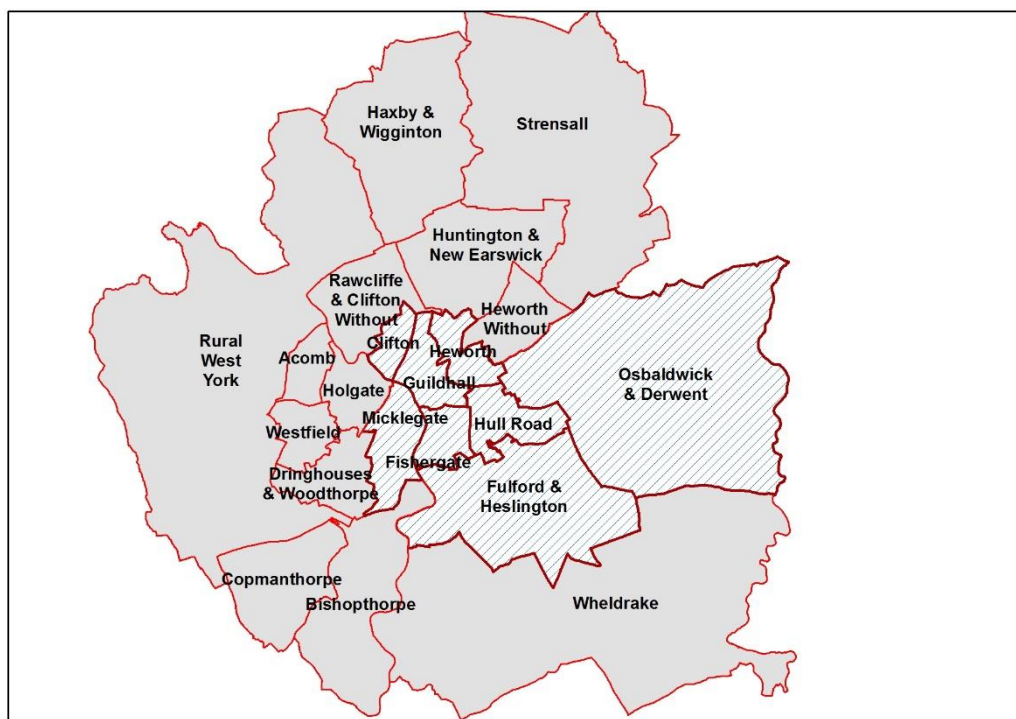 Haxby &
Wigginton
Strensall
Huntington &
New Earswick
Rawcliffe
& Clifton
Without
Heworth
Without
Rural
West
York
Clifton
Heworth
Acomb
Osbaldwick
& Derwent
Holgate
Guildhall
Micklegate
Hull Road
Westfield
Fishergate
Dringhouses
& Woodthorpe
Fulford &
Heslington
Copmanthorpe
Bishopthorpe
Wheldrake